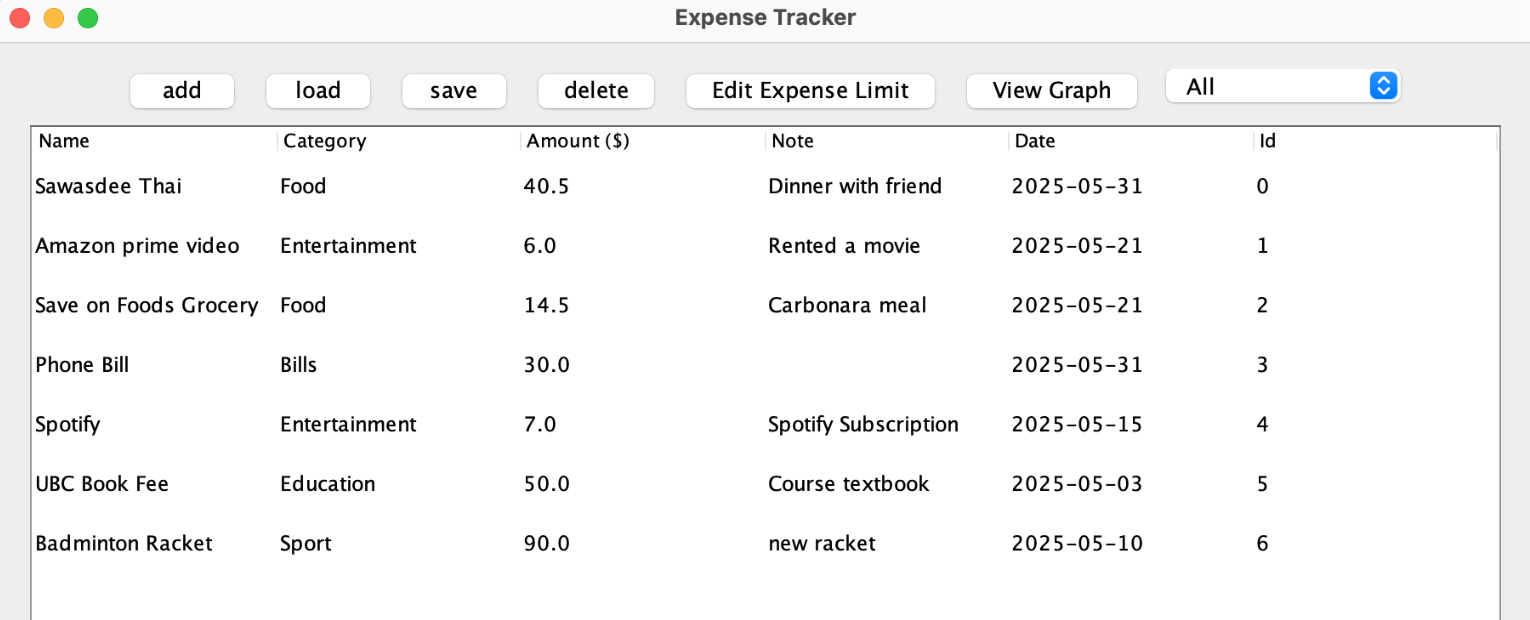 Expense Tracker
add load save delete Edit Expense Limit View Graph All
Name Category Amount ($) Note Date Id
Sawasdee Thai Food 40.5 Dinner with friend 2025-05-31 0
Amazon prime video Entertainment 6.0 Rented a movie 2025-05-21 1
Save on Foods Grocery Food 14.5 Carbonara meal 2025-05-21 2
Phone Bill Bills 30.0 2025-05-31 3
Spotify Entertainment 7.0 Spotify Subscription 2025-05-15 4
UBC Book Fee Education 50.0 Course textbook 2025-05-03 5
Badminton Racket Sport 90.0 new racket 2025-05-10 6